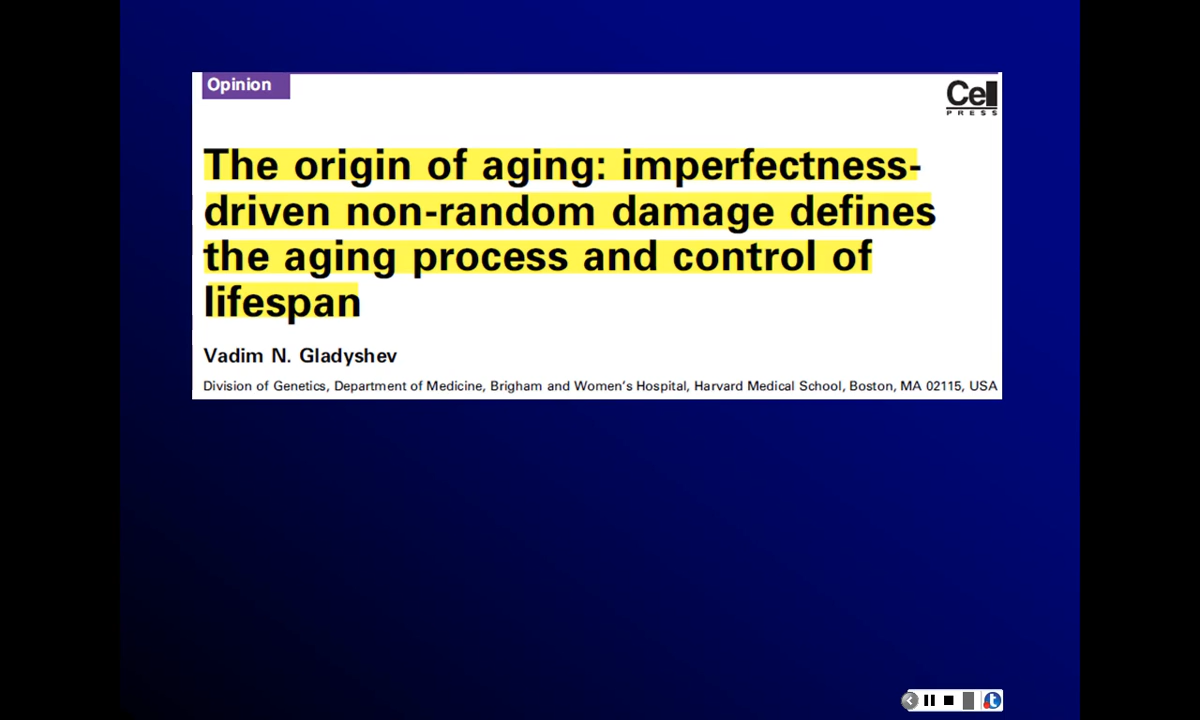 Opinion
Cell
PRESS
The origin of aging: imperfectness-
driven non-random damage defines
the aging process and control of
lifespan
Vadim N. Gladyshev
Division of Genetics, Department of Medicine, Brigham and Women's Hospital, Harvard Medical School, Boston, MA 02115, USA
t